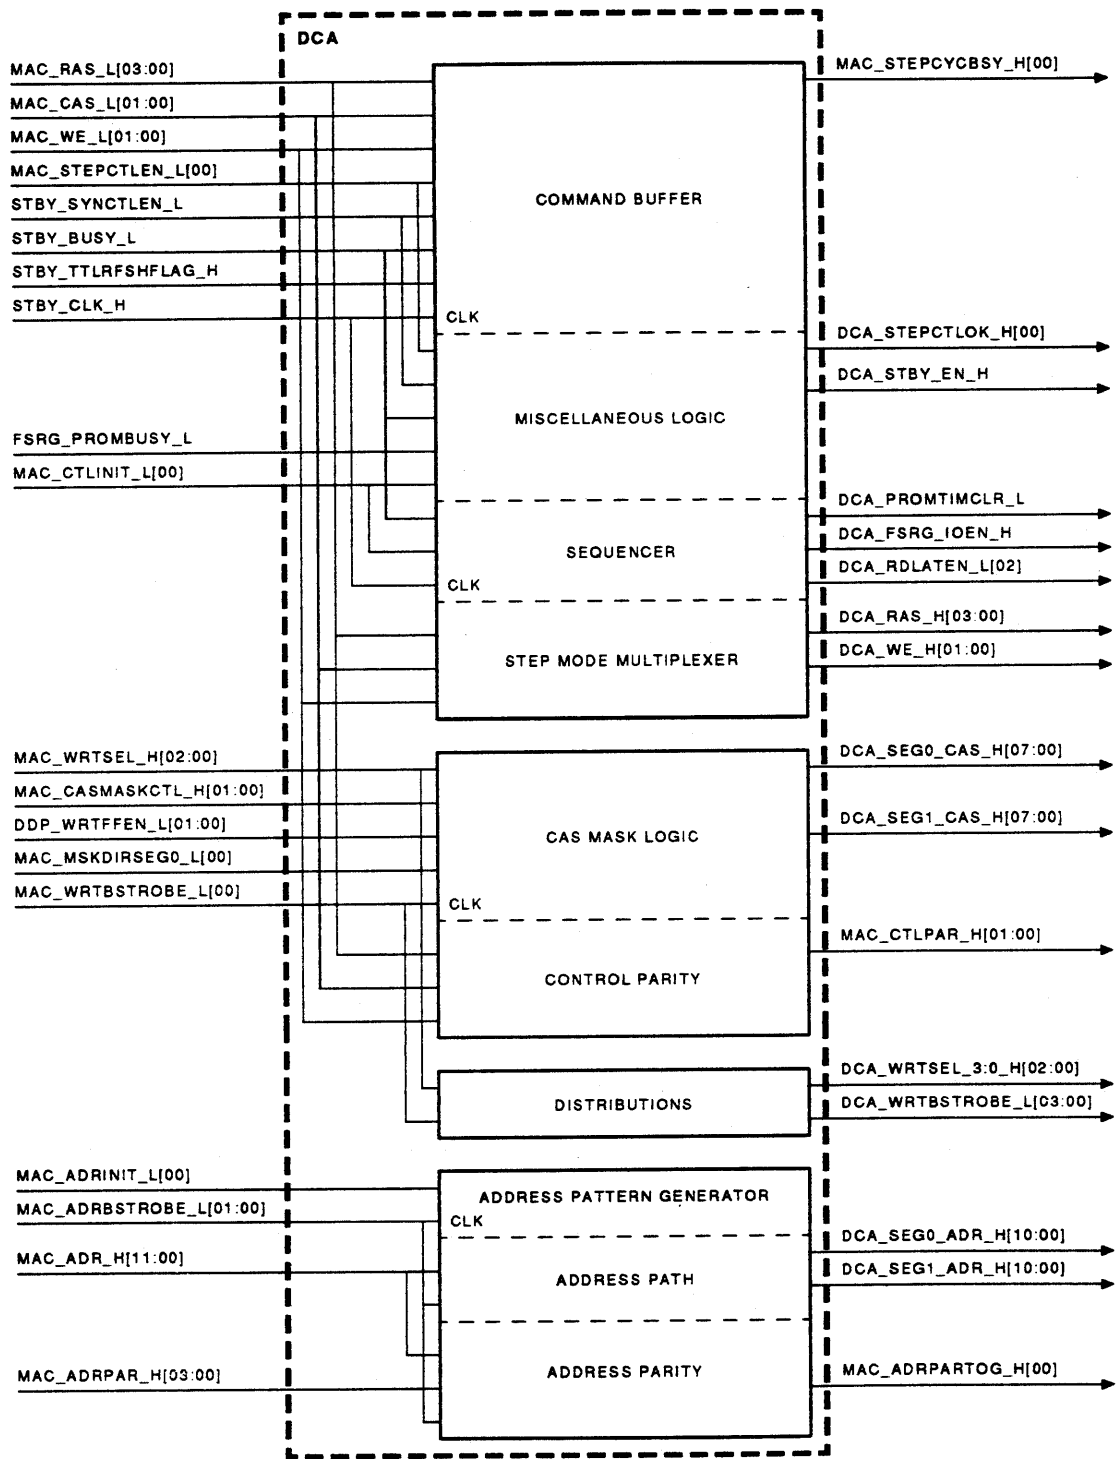 DCA
MAC_RAS_L[03:00]
MAC_CAS_L[01:00]
MAC_WE_L[01:00]
MAC_STEPCTLEN_L[00]
STBY_SYNCTLEN_L
STBY_BUSY_L
STBY_TTLRFSHFLAG_H
STBY_CLK_H
CLK
COMMAND BUFFER
MAC_STEPCYCBSY_H[00]
DCA_STEPCTLOK_H[00]
DCA_STBY_EN_H
MISCELLANEOUS LOGIC
FSRG_PROMBUSY_L
MAC_CTLINIT_L[00]
DCA_PROMTIMCLR_L
DCA_FSRG_IOEN_H
DCA_RDLATEN_L[02]
SEQUENCER
CLK
DCA_RAS_H[03:00]
DCA_WE_H[01:00]
STEP MODE MULTIPLEXER
MAC_WRTSEL_H[02:00]
MAC_CASMASKCTL_H[01:00]
DDP_WRTFFEN_L[01:00]
MAC_MSKDIRSEG0_L[00]
MAC_WRTBSTROBE_L[00]
CAS MASK LOGIC
CLK
DCA_SEG0_CAS_H[07:00]
DCA_SEG1_CAS_H[07:00]
MAC_CTLPAR_H[01:00]
CONTROL PARITY
DISTRIBUTIONS
DCA_WRTSEL_3:0_H[02:00]
DCA_WRTBSTROBE_L[03:00]
MAC_ADRINIT_L[00]
MAC_ADRBSTROBE_L[01:00]
MAC_ADR_H[11:00]
ADDRESS PATTERN GENERATOR
CLK
DCA_SEG0_ADR_H[10:00]
DCA_SEG1_ADR_H[10:00]
ADDRESS PATH
MAC_ADRPAR_H[03:00]
ADDRESS PARITY
MAC_ADRPARTOG_H[00]